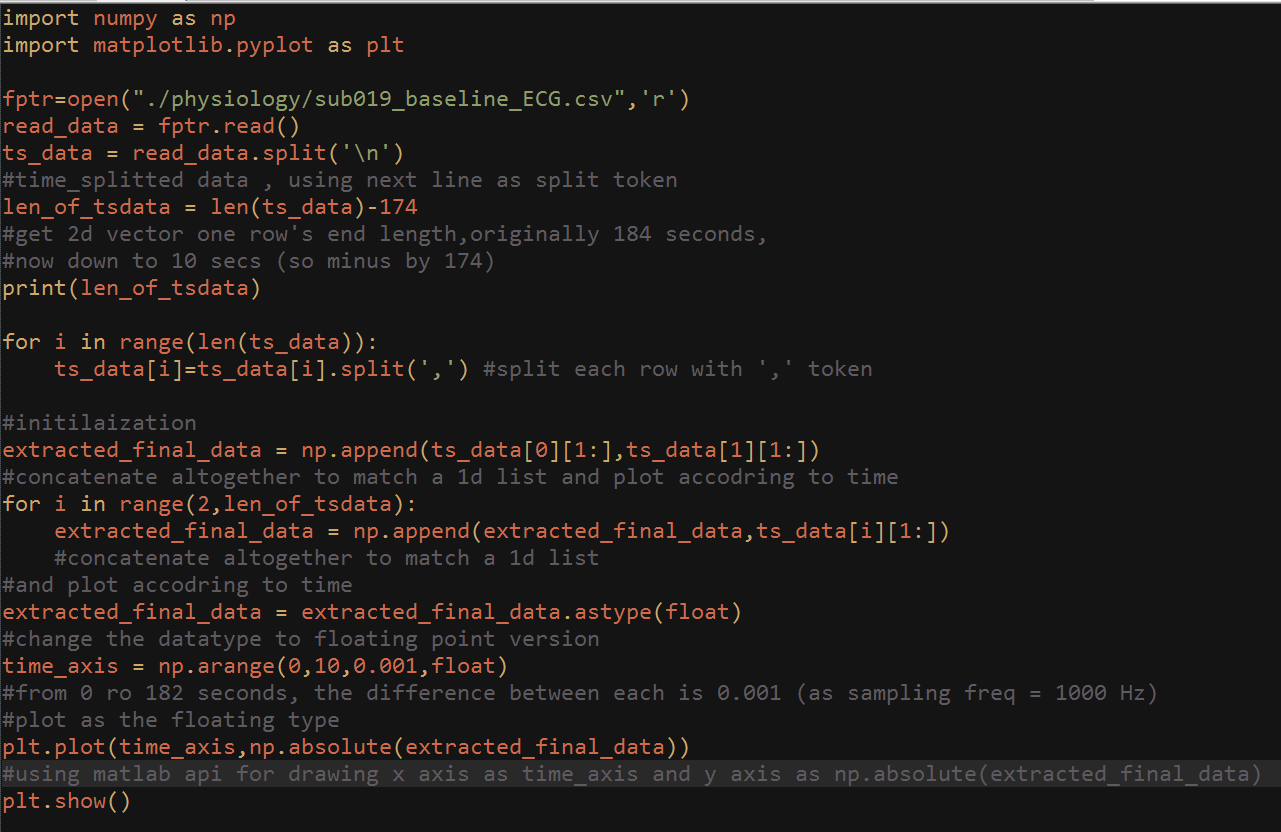 import numpy as np
import matplotlib.pyplot as plt
fptr=open("./physiology/sub019_baseline_ECG.csv",'r')
read_data = fptr.read()
ts_data = read_data.split('\n')
#time_splitted data , using next line as split token
len_of_tsdata = len(ts_data)-174
#get 2d vector one row's end length,originally 184 seconds,
#now down to 10 secs (so minus by 174)
print(len_of_tsdata)
for i in range(len(ts_data)):
    ts_data[i]=ts_data[i].split(',') #split each row with ',' token
#initilaization
extracted_final_data = np.append(ts_data[0][1:],ts_data[1][1:])
#concatenate altogether to match a 1d list and plot accodring to time
for i in range(2,len_of_tsdata):
    extracted_final_data = np.append(extracted_final_data,ts_data[i][1:])
    #concatenate altogether to match a 1d list
#and plot accodring to time
extracted_final_data = extracted_final_data.astype(float)
#change the datatype to floating point version
time_axis = np.arange(0,10,0.001,float)
#from 0 ro 182 seconds, the difference between each is 0.001 (as sampling freq = 1000 Hz)
#plot as the floating type
plt.plot(time_axis,np.absolute(extracted_final_data))
#using matlab api for drawing x axis as time_axis and y axis as np.absolute(extracted_final_data)
plt.show()